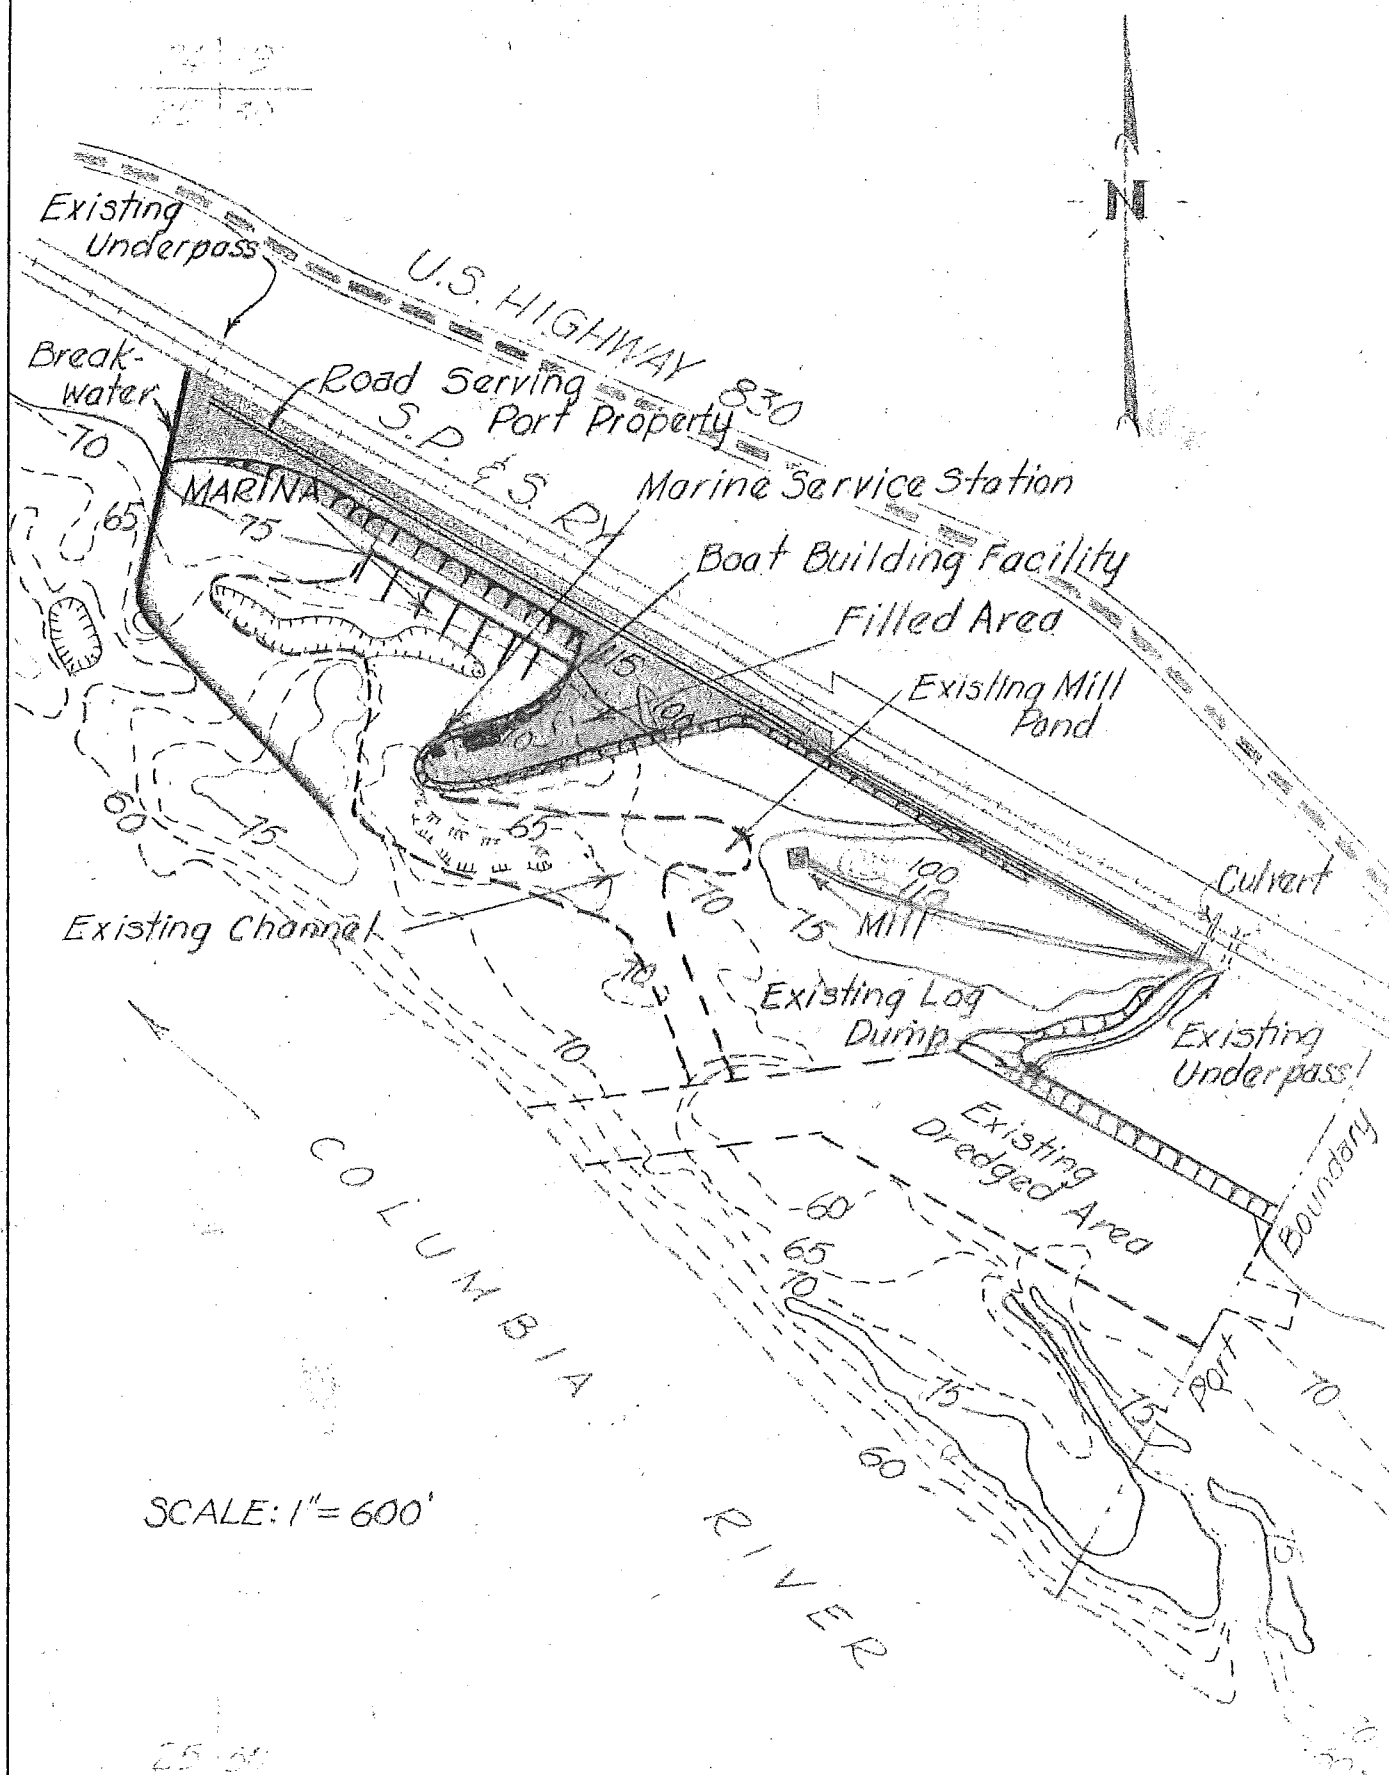 N
Existing
Underpass
U.S. HIGHWAY 830
Break-
water
Road Serving
Port Property
S.P. & S. RY.
70
65
MARINA
75
Marine Service Station
Boat Building Facility
Filled Area
75
Existing Mill
Pond
100
60
75
65
70
100
110
Culvert
Mill
75
Existing Channel
70
Existing Log
Dump
70
Existing
Underpass
Existing
Dredged Area
Port Boundary
COLUMBIA
RIVER
60
65
70
75
75
70
60
75
SCALE: 1" = 600'